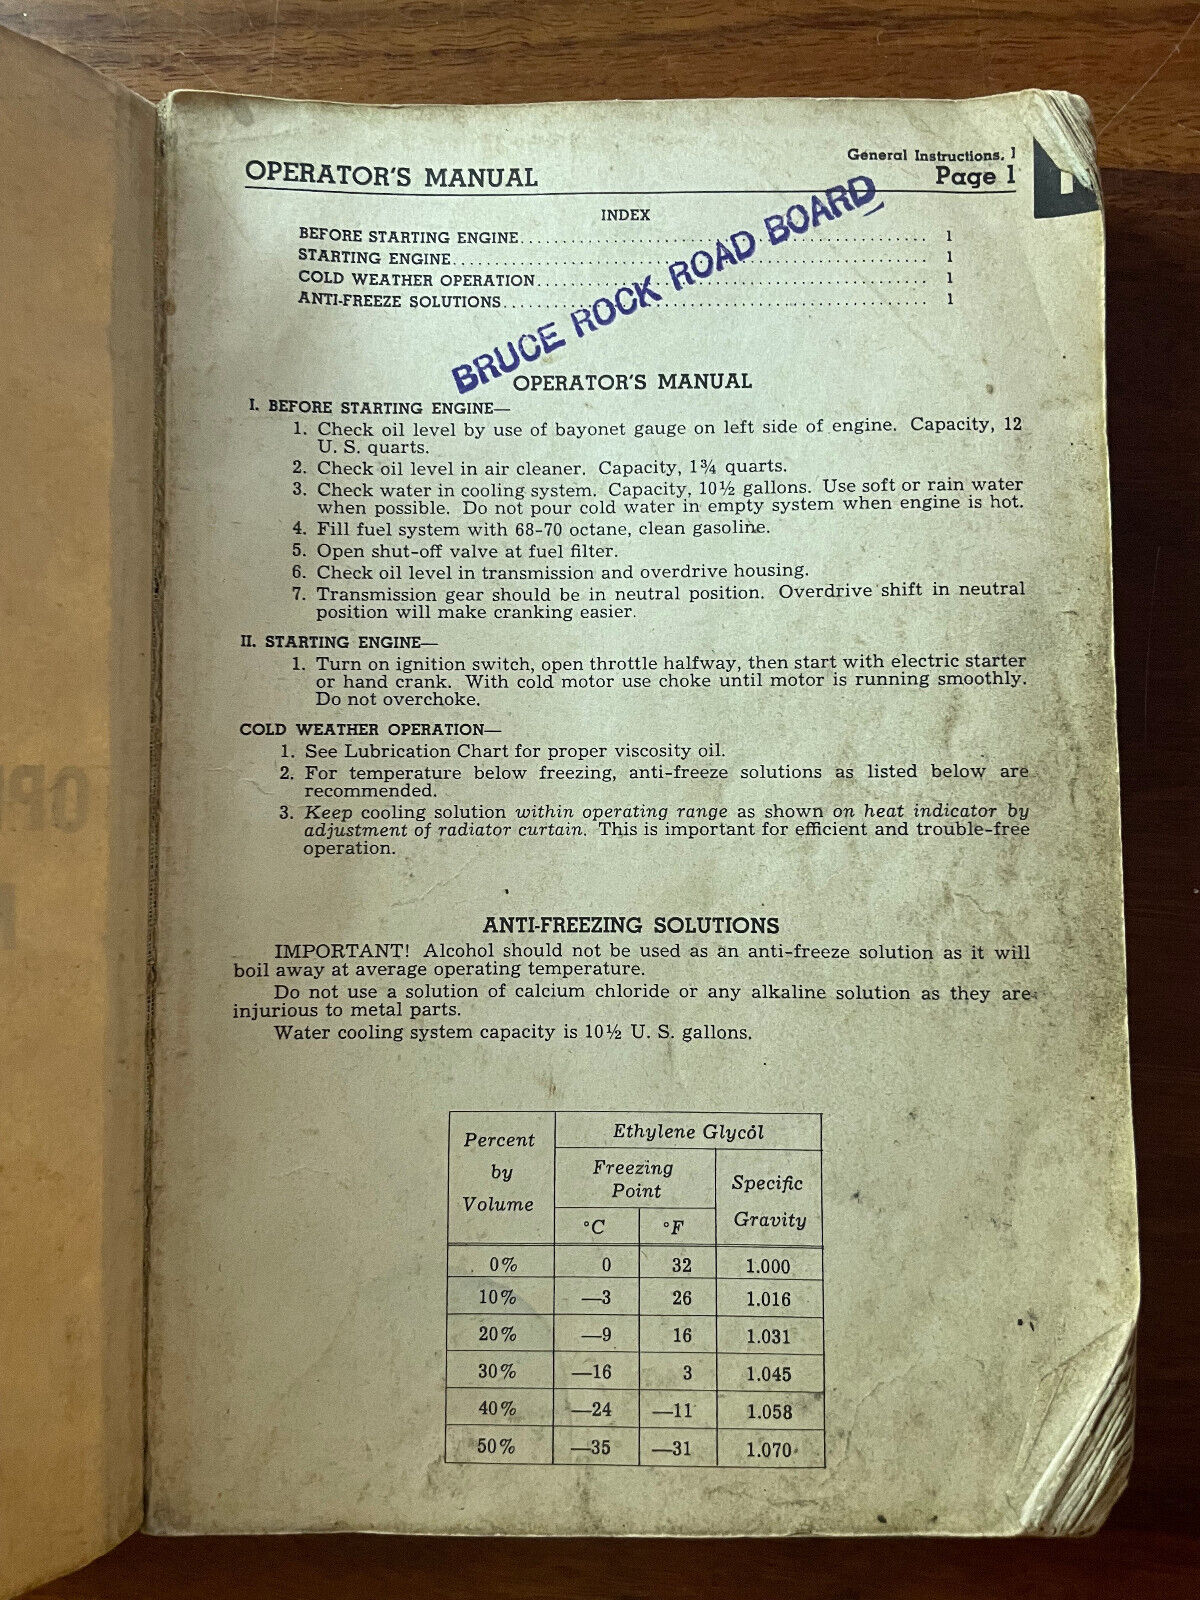 General Instructions, 1
OPERATOR'S MANUAL Page 1
INDEX
BEFORE STARTING ENGINE 1
STARTING ENGINE 1
COLD WEATHER OPERATION 1
ANTI-FREEZE SOLUTIONS 1
BRUCE ROCK ROAD BOARD
OPERATOR'S MANUAL
I. BEFORE STARTING ENGINE—
1. Check oil level by use of bayonet gauge on left side of engine. Capacity, 12
U. S. quarts.
2. Check oil level in air cleaner. Capacity, 1¾ quarts.
3. Check water in cooling system. Capacity, 10½ gallons. Use soft or rain water
when possible. Do not pour cold water in empty system when engine is hot.
4. Fill fuel system with 68-70 octane, clean gasoline.
5. Open shut-off valve at fuel filter.
6. Check oil level in transmission and overdrive housing.
7. Transmission gear should be in neutral position. Overdrive shift in neutral
position will make cranking easier.
II. STARTING ENGINE—
1. Turn on ignition switch, open throttle halfway, then start with electric starter
or hand crank. With cold motor use choke until motor is running smoothly.
Do not overchoke.
COLD WEATHER OPERATION—
1. See Lubrication Chart for proper viscosity oil.
2. For temperature below freezing, anti-freeze solutions as listed below are
recommended.
3. Keep cooling solution within operating range as shown on heat indicator by
adjustment of radiator curtain. This is important for efficient and trouble-free
operation.
ANTI-FREEZING SOLUTIONS
IMPORTANT! Alcohol should not be used as an anti-freeze solution as it will
boil away at average operating temperature.
Do not use a solution of calcium chloride or any alkaline solution as they are
injurious to metal parts.
Water cooling system capacity is 10½ U. S. gallons.
Percent by Volume
Ethylene Glycol
Freezing Point
Specific Gravity
°C °F
0% 0 32 1.000
10% —3 26 1.016
20% —9 16 1.031
30% —16 3 1.045
40% —24 —11 1.058
50% —35 —31 1.070